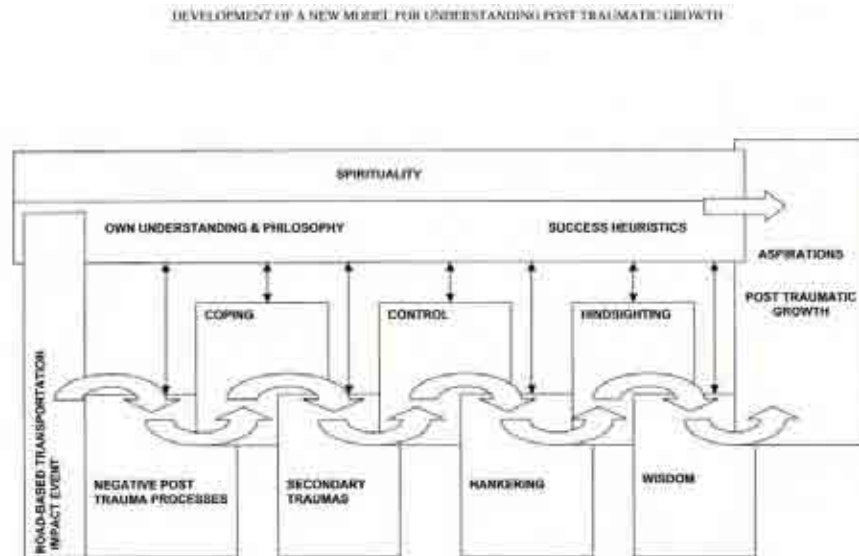 DEVELOPMENT OF A NEW MODEL FOR UNDERSTANDING POST TRAUMATIC GROWTH
SPIRITUALITY
OWN UNDERSTANDING & PHILOSOPHY
SUCCESS HEURISTICS
ASPIRATIONS
POST TRAUMATIC
GROWTH
COPING
CONTROL
HINDSIGHTING
ROAD-BASED TRANSPORTATION
IMPACT EVENT
NEGATIVE POST
TRAUMA PROCESSES
SECONDARY
TRAUMAS
HANKERING
WISDOM